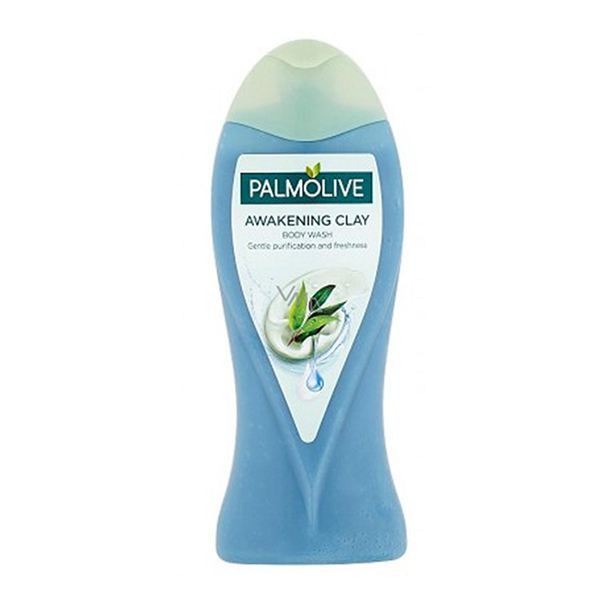 PALMOLIVE
AWAKENING CLAY
BODY WASH
Gentle purification and freshness